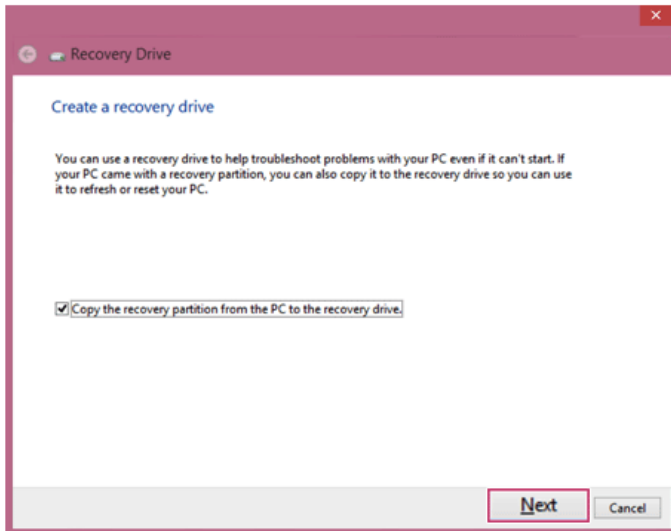 Recovery Drive
Create a recovery drive
You can use a recovery drive to help troubleshoot problems with your PC even if it can't start. If
your PC came with a recovery partition, you can also copy it to the recovery drive so you can use
it to refresh or reset your PC.
Copy the recovery partition from the PC to the recovery drive.
Next
Cancel